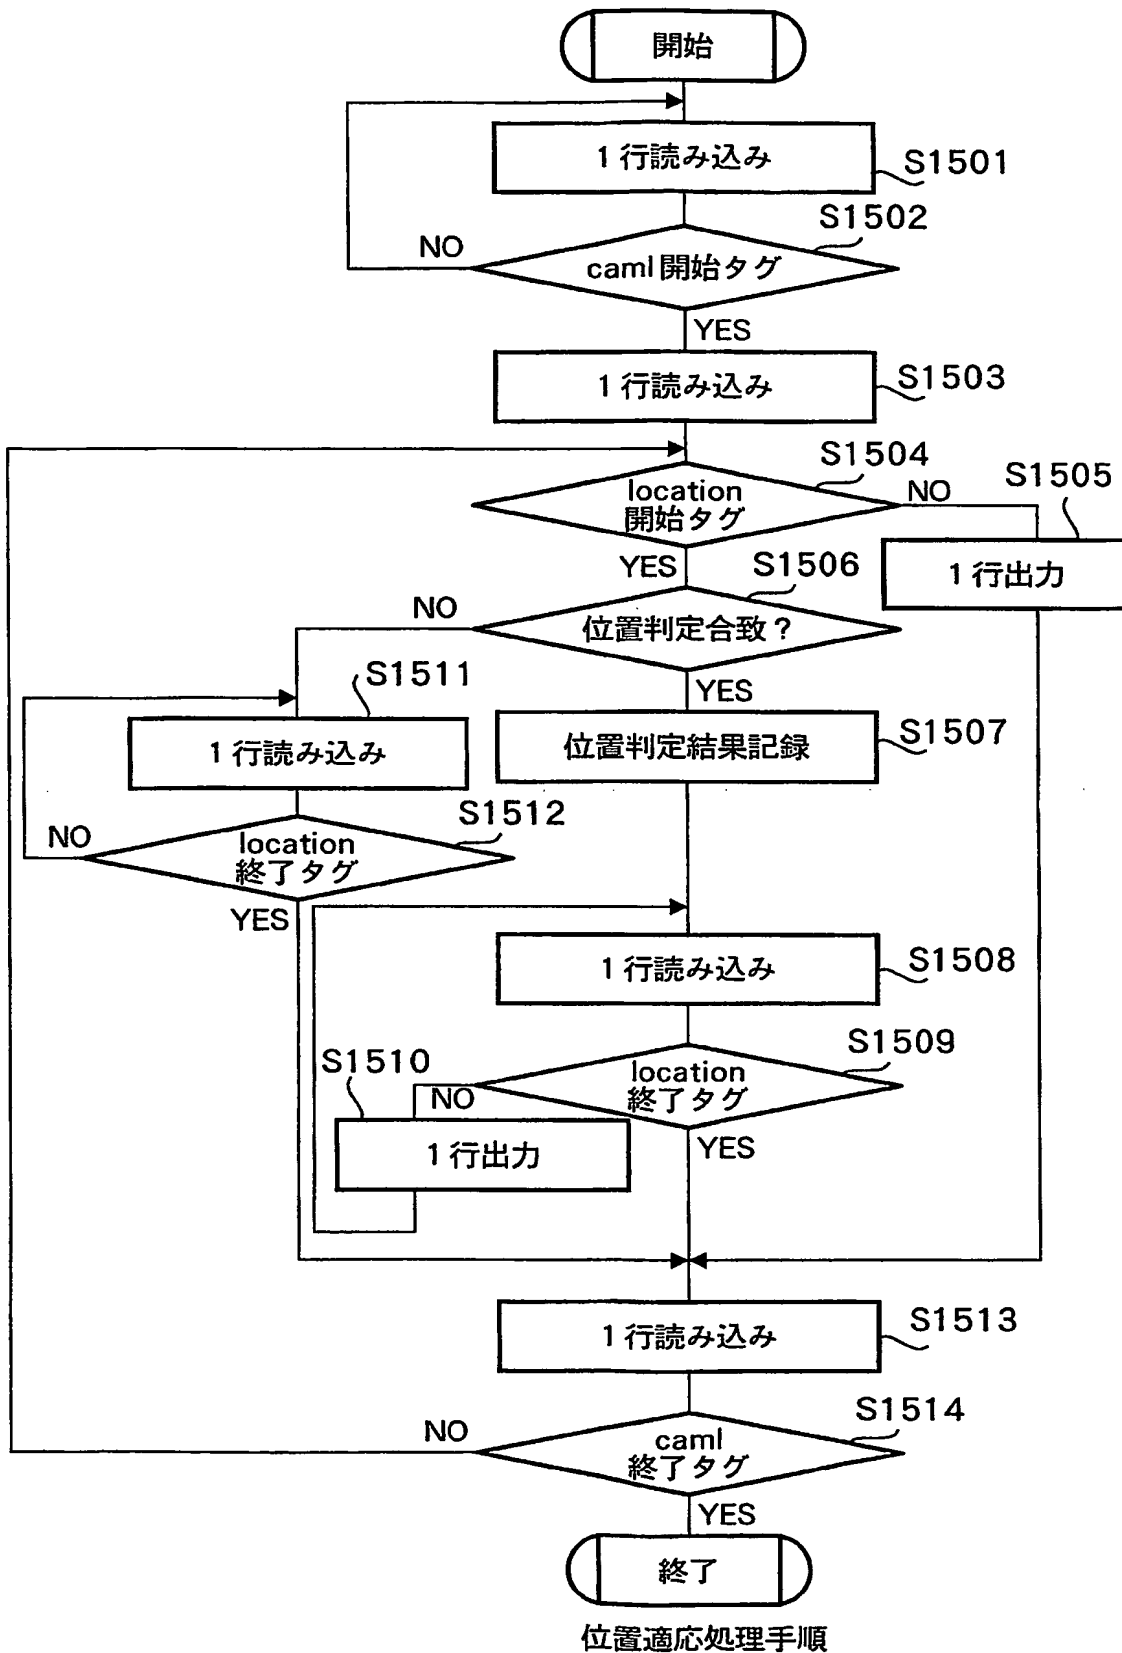 開始
1行読み込み
S1501
S1502
NO
caml開始タグ
YES
1行読み込み
S1503
S1504
location
開始タグ
NO
S1505
1行出力
YES
S1506
NO
位置判定合致?
YES
S1511
1行読み込み
位置判定結果記録
S1507
S1512
NO
location
終了タグ
YES
1行読み込み
S1508
S1509
S1510
NO
location
終了タグ
1行出力
YES
1行読み込み
S1513
S1514
NO
caml
終了タグ
YES
終了
位置適応処理手順